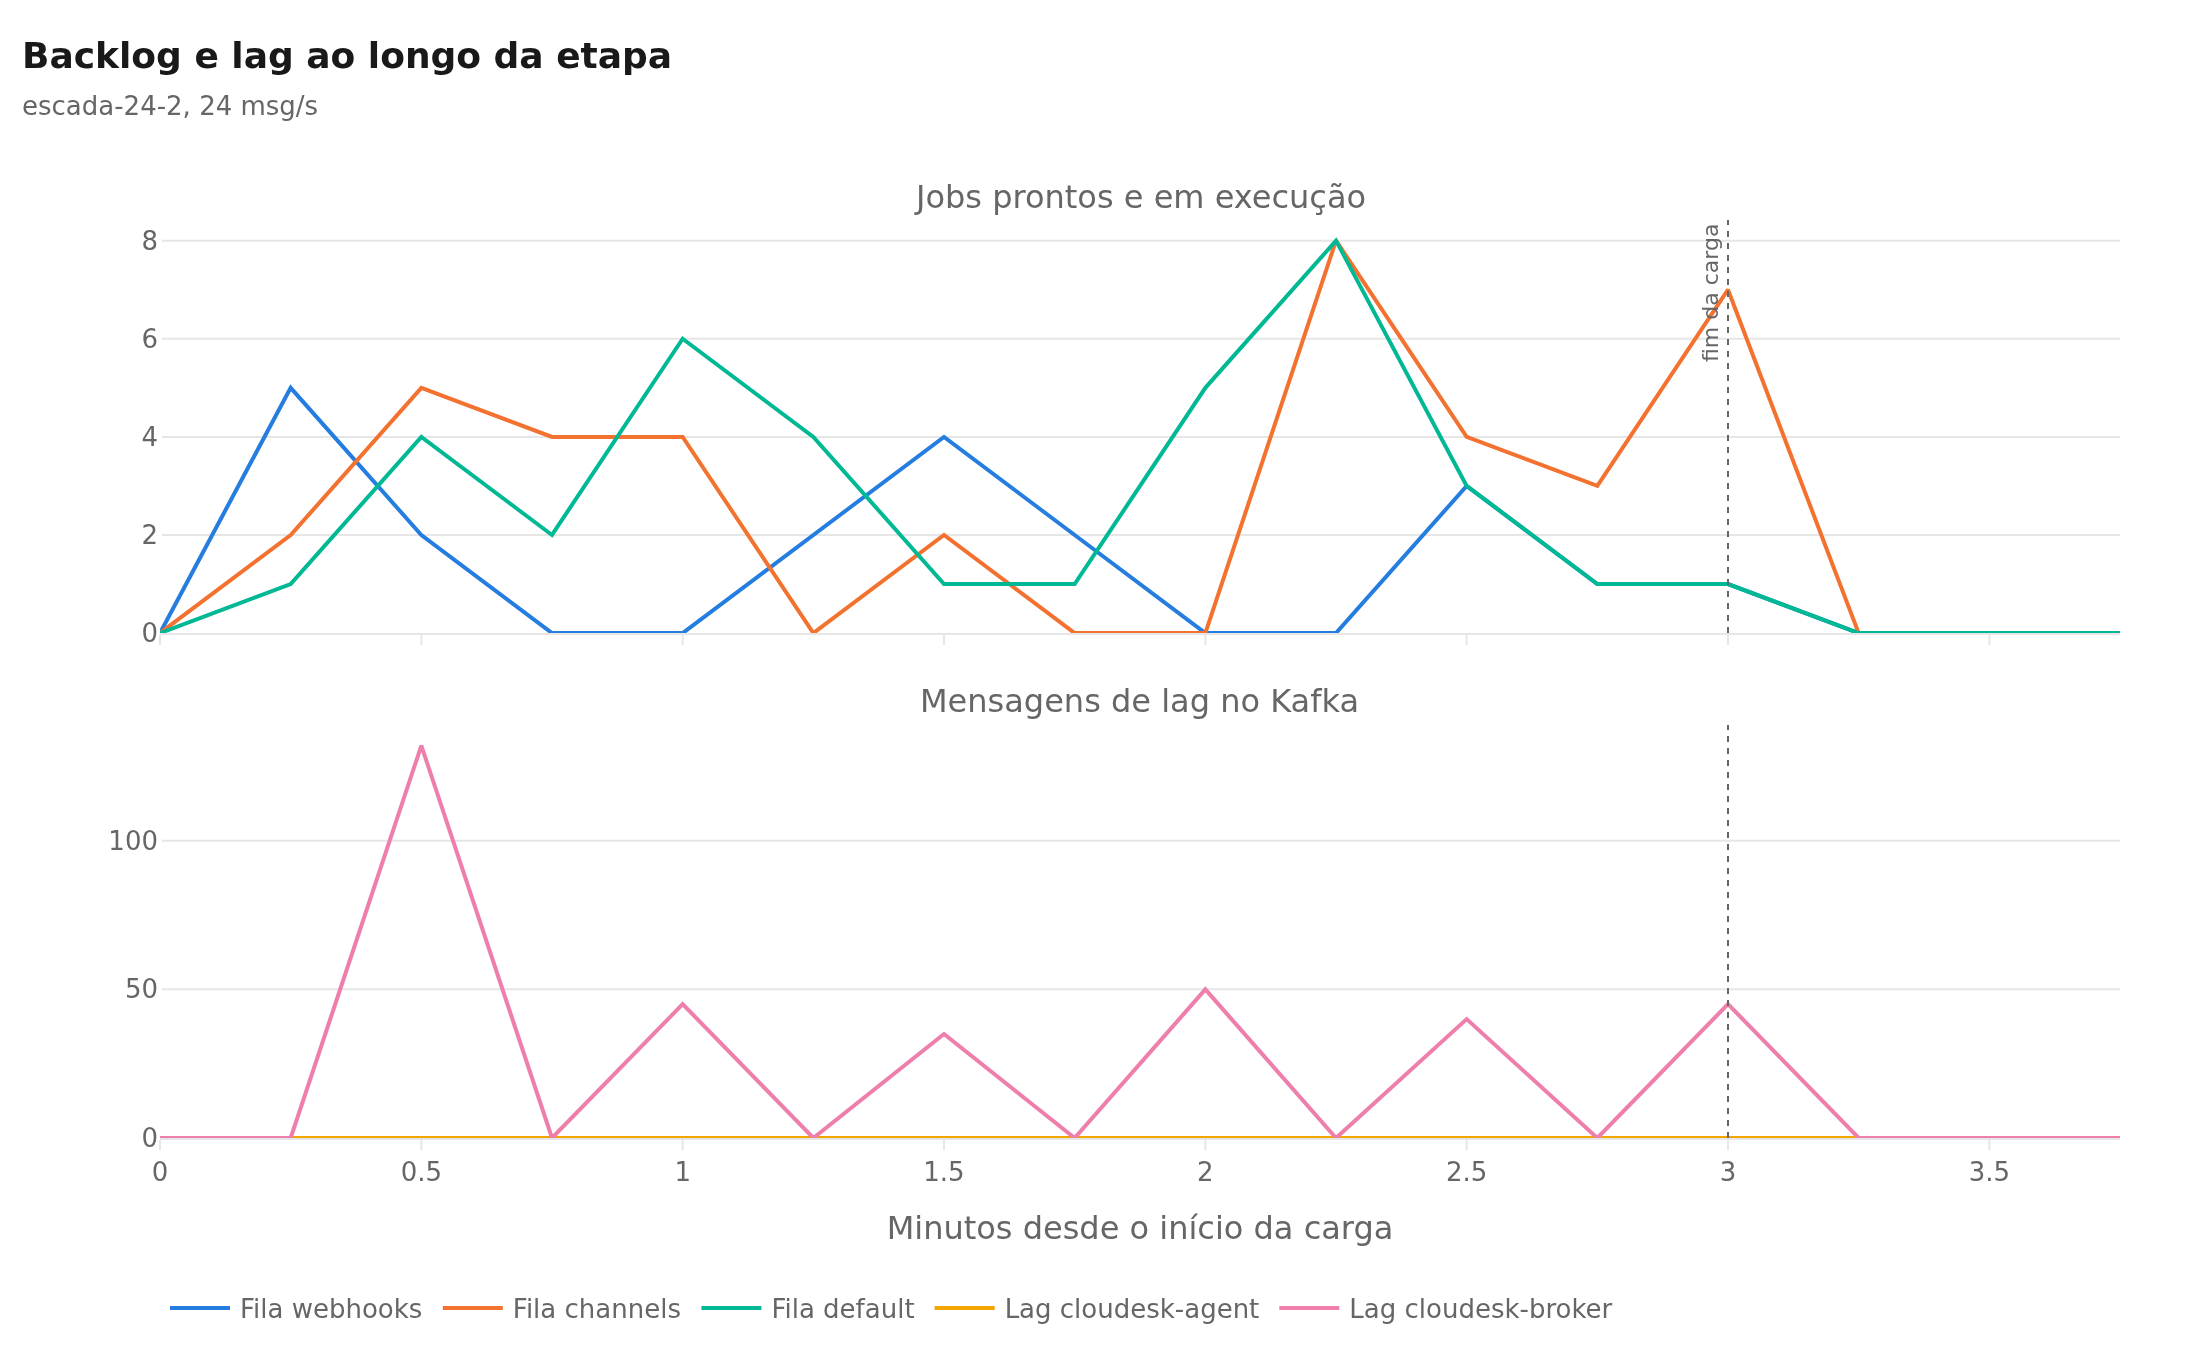 Backlog e lag ao longo da etapa
escada-24-2, 24 msg/s
Jobs prontos e em execução
8
6
4
2
0
fim da carga
Mensagens de lag no Kafka
100
50
0
0 0.5 1 1.5 2 2.5 3 3.5
Minutos desde o início da carga
Fila webhooks Fila channels Fila default Lag cloudesk-agent Lag cloudesk-broker